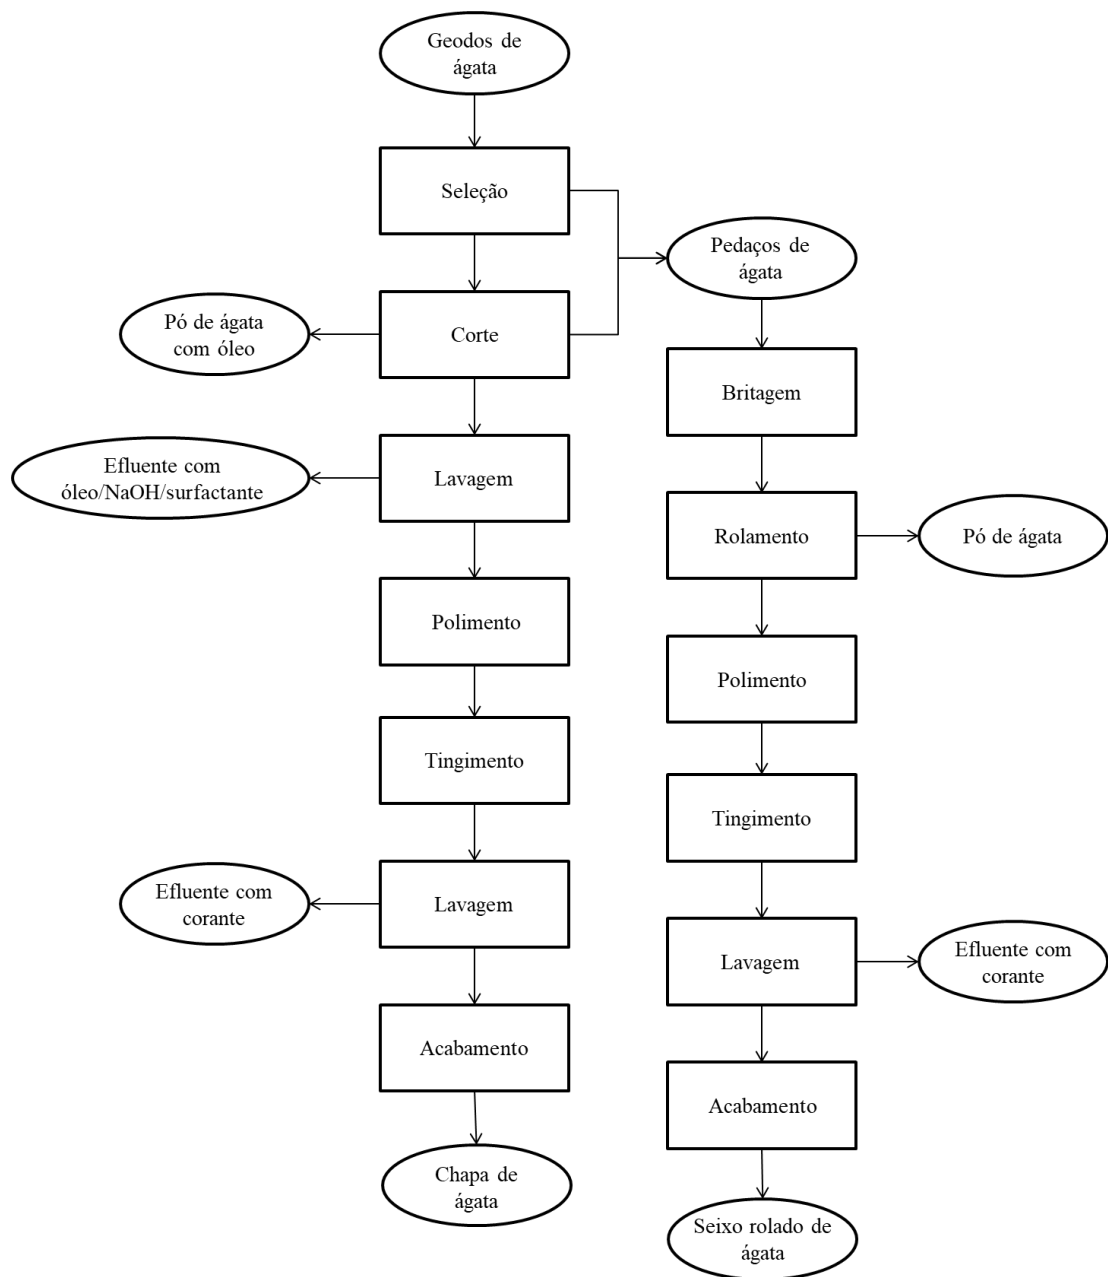 Geodos de
ágata
Seleção
Pedaços de
ágata
Pó de ágata
com óleo
Corte
Britagem
Efluente com
óleo/NaOH/surfactante
Lavagem
Rolamento
Pó de ágata
Polimento
Polimento
Tingimento
Tingimento
Efluente com
corante
Lavagem
Lavagem
Efluente com
corante
Acabamento
Acabamento
Chapa de
ágata
Seixo rolado de
ágata